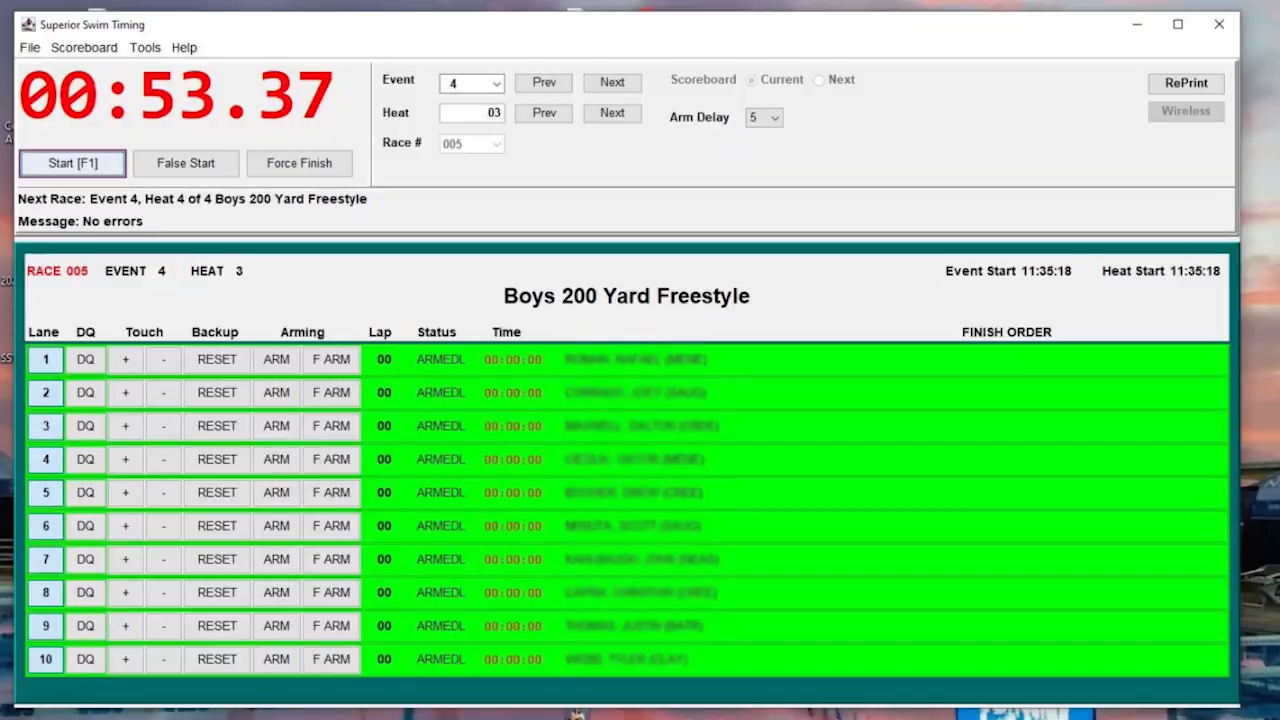 Superior Swim Timing
File Scoreboard Tools Help
00:53.37
Start [F1] False Start Force Finish
Event 4 Prev Next
Heat 03 Prev Next
Race # 005
Scoreboard Current Next
Arm Delay 5
RePrint
Wireless
Next Race: Event 4, Heat 4 of 4 Boys 200 Yard Freestyle
Message: No errors
RACE 005 EVENT 4 HEAT 3 Event Start 11:35:18 Heat Start 11:35:18
Boys 200 Yard Freestyle
Lane DQ Touch Backup Arming Lap Status Time FINISH ORDER
1 DQ + - RESET ARM F ARM 00 ARMEDL 00:00:00
2 DQ + - RESET ARM F ARM 00 ARMEDL 00:00:00
3 DQ + - RESET ARM F ARM 00 ARMEDL 00:00:00
4 DQ + - RESET ARM F ARM 00 ARMEDL 00:00:00
5 DQ + - RESET ARM F ARM 00 ARMEDL 00:00:00
6 DQ + - RESET ARM F ARM 00 ARMEDL 00:00:00
7 DQ + - RESET ARM F ARM 00 ARMEDL 00:00:00
8 DQ + - RESET ARM F ARM 00 ARMEDL 00:00:00
9 DQ + - RESET ARM F ARM 00 ARMEDL 00:00:00
10 DQ + - RESET ARM F ARM 00 ARMEDL 00:00:00